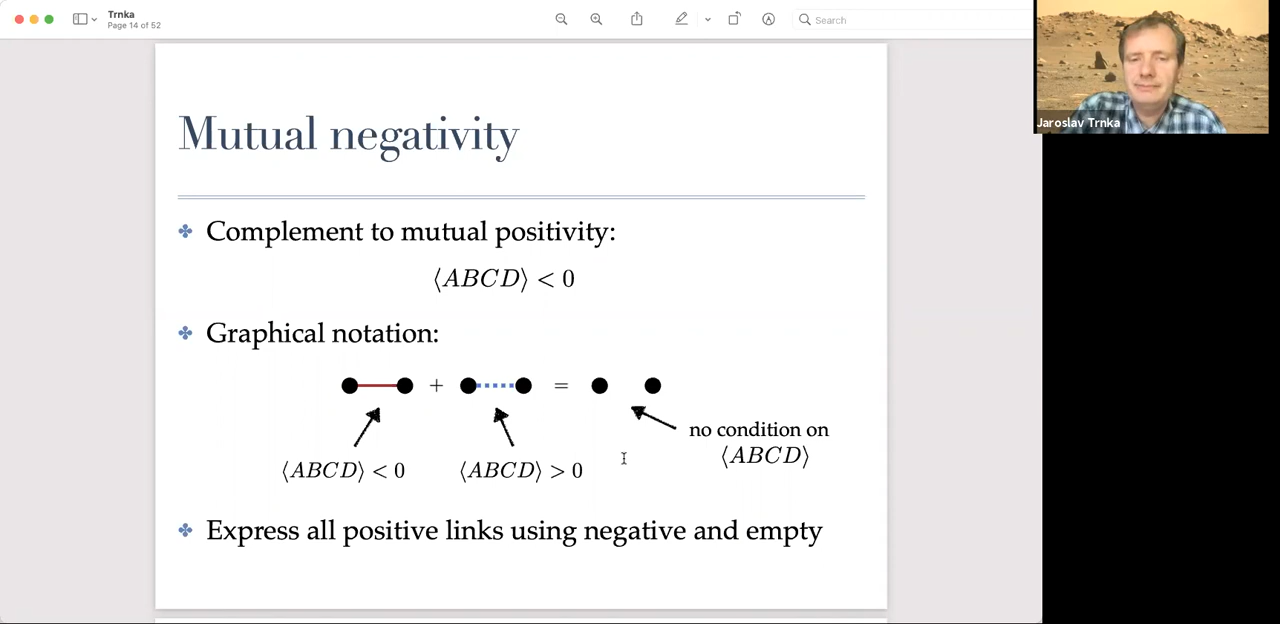 Trnka
Page 14 of 52
Search
Jaroslav Trnka
Mutual negativity
Complement to mutual positivity:
⟨ABCD⟩ < 0
Graphical notation:
+ =
no condition on
⟨ABCD⟩
⟨ABCD⟩ < 0 ⟨ABCD⟩ > 0
Express all positive links using negative and empty